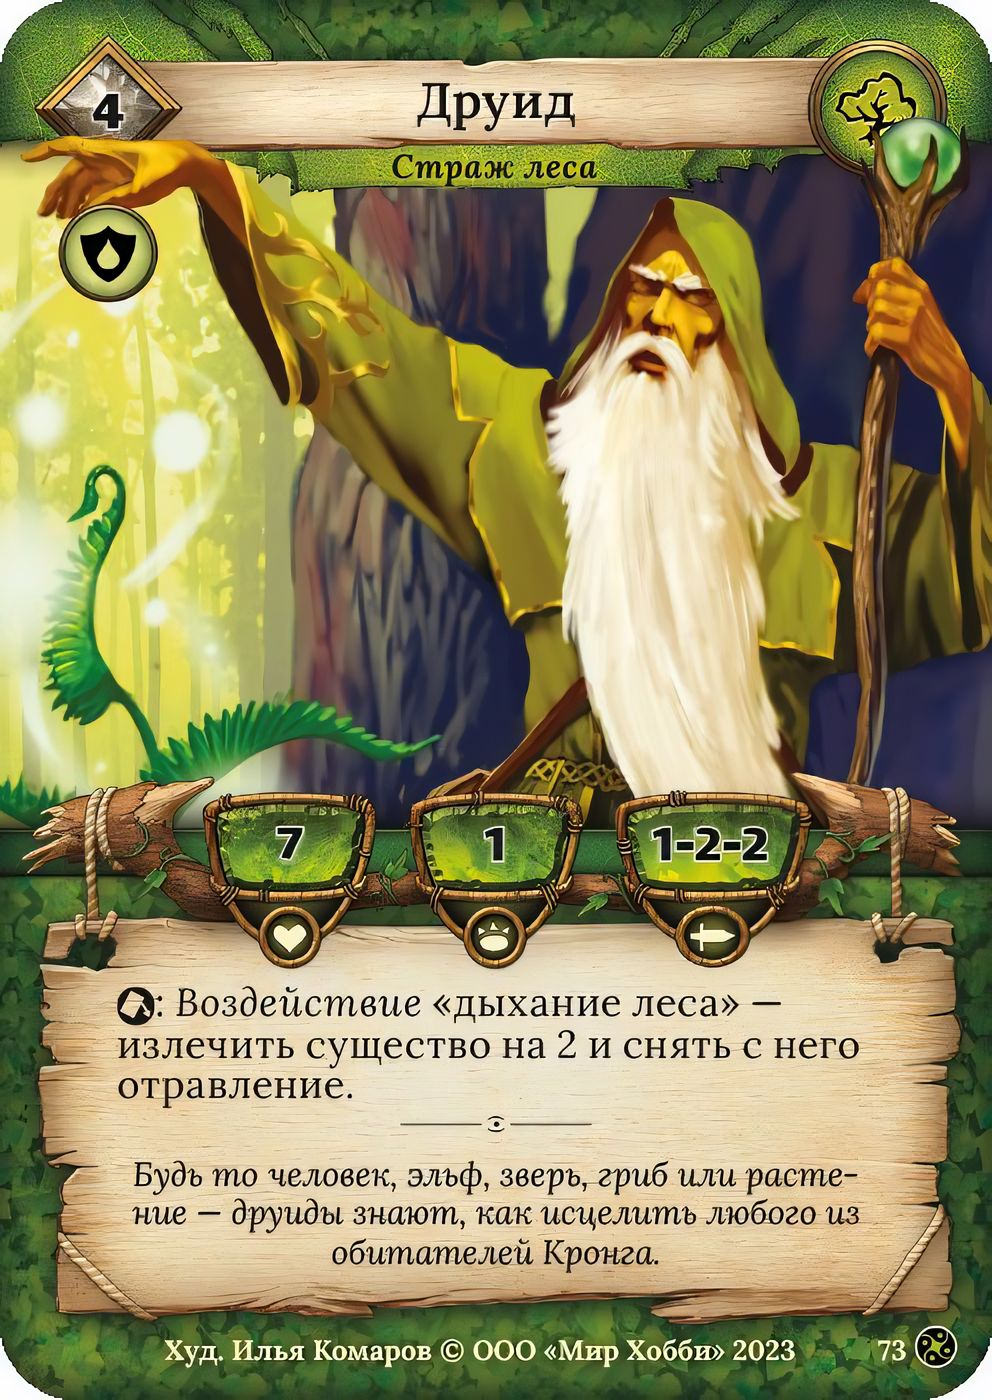 4
Друид
Страж леса
7
1
1-2-2
: Воздействие «дыхание леса» —
излечить существо на 2 и снять с него
отравление.
Будь то человек, эльф, зверь, гриб или расте-
ние — друиды знают, как исцелить любого из
обитателей Кронга.
Худ. Илья Комаров © ООО «Мир Хобби» 2023
73